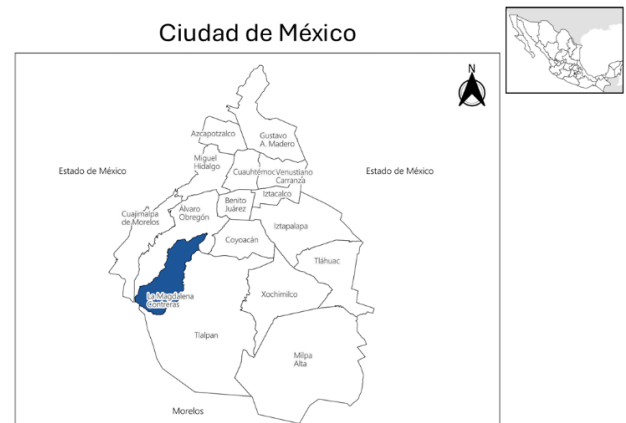 Ciudad de México
N
Azcapotzalco
Gustavo
A. Madero
Miguel
Hidalgo
Estado de México
Cuauhtémoc
Venustiano
Carranza
Estado de México
Iztacalco
Benito
Juárez
Álvaro
Obregón
Cuajimalpa
de Morelos
Iztapalapa
Coyoacán
Tláhuac
La Magdalena
Contreras
Xochimilco
Tlalpan
Milpa
Alta
Morelos